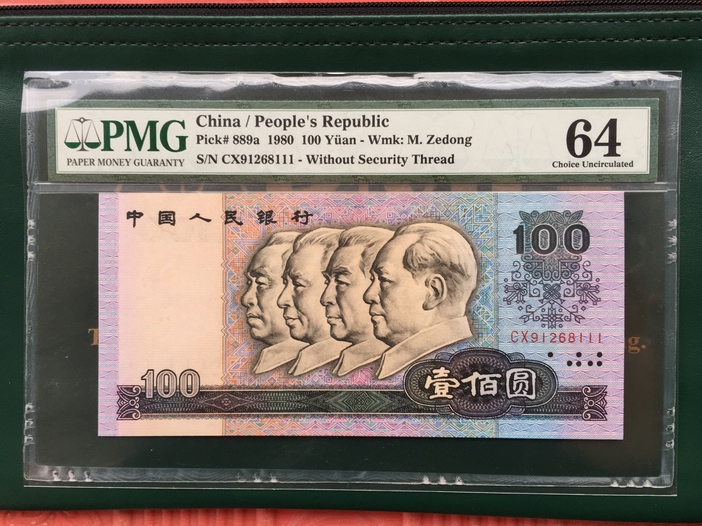 PMG
PAPER MONEY GUARANTY
China / People's Republic
Pick# 889a 1980 100 Yüan - Wmk: M. Zedong
S/N CX91268111 - Without Security Thread
64
Choice Uncirculated
中国人民银行
100
CX91268111
100
壹佰圆